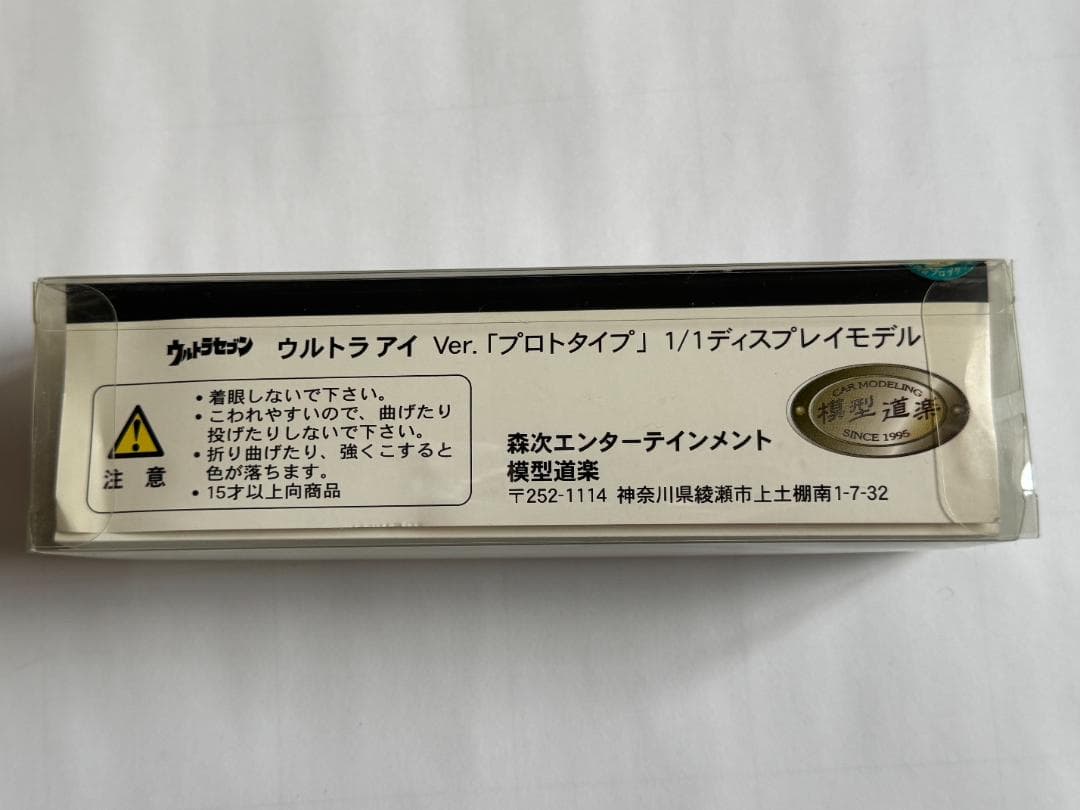 ウルトラセブン ウルトラ アイ Ver.「プロトタイプ」 1/1ディスプレイモデル
注 意
・着眼しないで下さい。
・こわれやすいので、曲げたり
投げたりしないで下さい。
・折り曲げたり、強くこすると
色が落ちます。
・15才以上向商品
CAR MODELING
模型道楽
SINCE 1995
森次エンターテインメント
模型道楽
〒252-1114 神奈川県綾瀬市上土棚南1-7-32